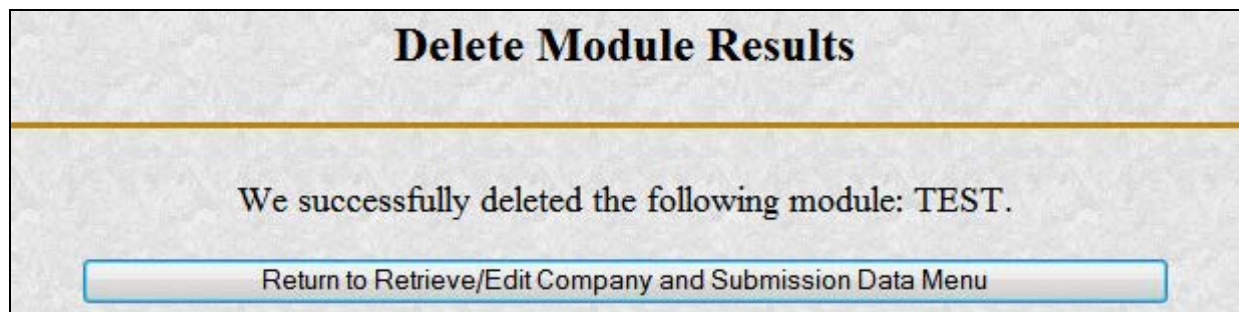 Delete Module Results
We successfully deleted the following module: TEST.
Return to Retrieve/Edit Company and Submission Data Menu